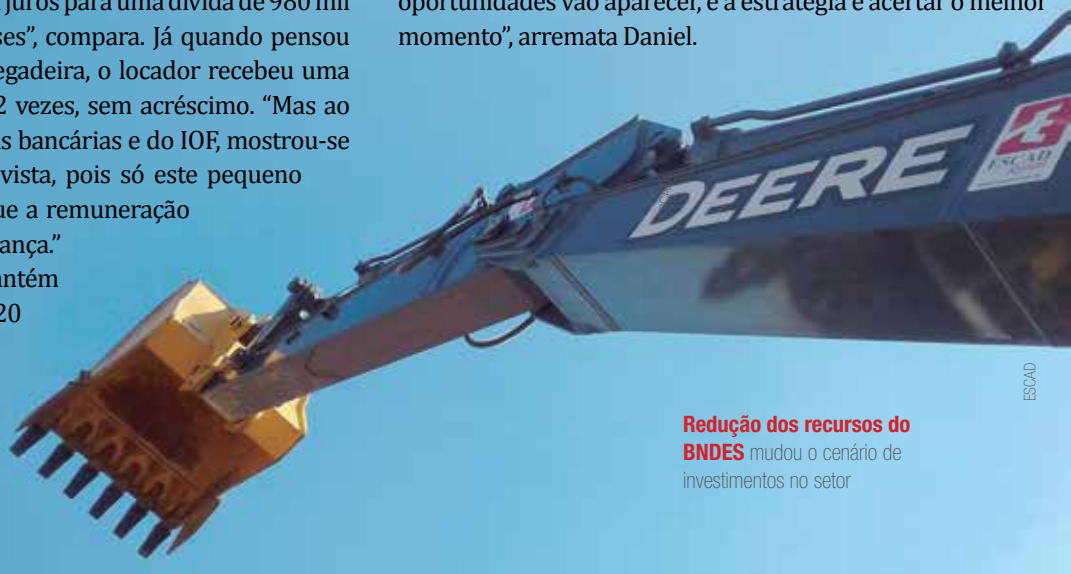 juros para uma dívida de 980 mil
ses”, compara. Já quando pensou
egadeira, o locador recebeu uma
2 vezes, sem acréscimo. “Mas ao
s bancárias e do IOF, mostrou-se
vista, pois só este pequeno
ue a remuneração
ança.”
antém
20
oportunidades vão aparecer, e a estratégia é acertar o melhor
momento”, arremata Daniel.
DEERE
ESCAD
ESCAD
Redução dos recursos do
BNDES mudou o cenário de
investimentos no setor